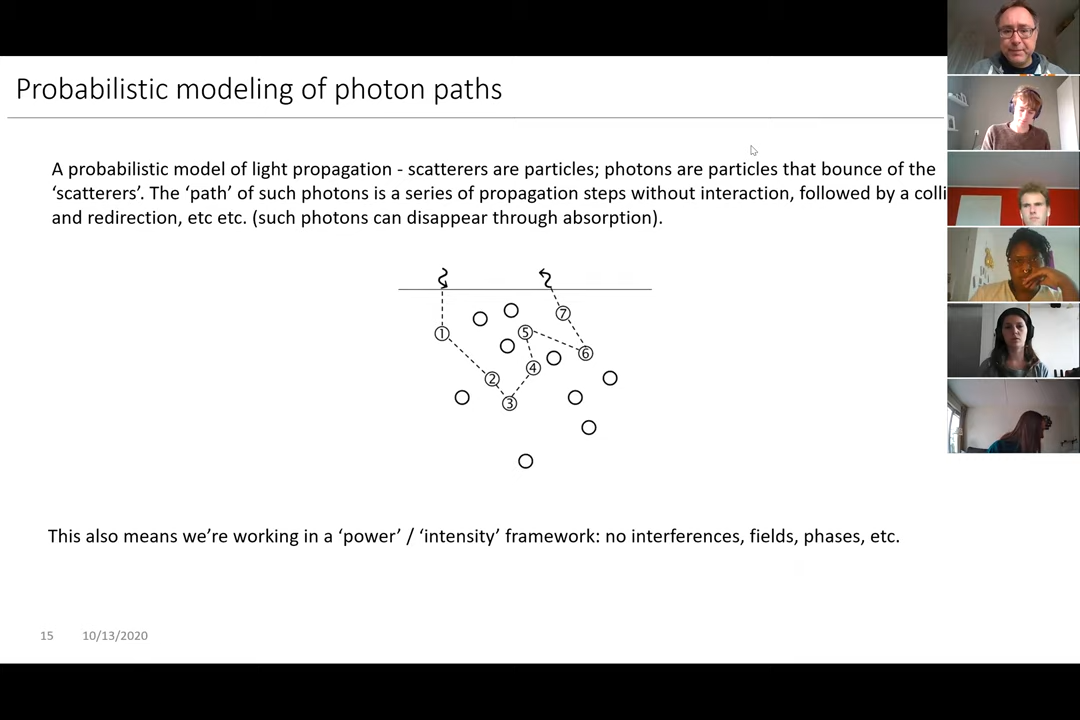 Probabilistic modeling of photon paths
A probabilistic model of light propagation - scatterers are particles; photons are particles that bounce of the
‘scatterers’. The ‘path’ of such photons is a series of propagation steps without interaction, followed by a colli
and redirection, etc etc. (such photons can disappear through absorption).
7
5
1
6
4
2
3
This also means we’re working in a ‘power’ / ‘intensity’ framework: no interferences, fields, phases, etc.
15 10/13/2020